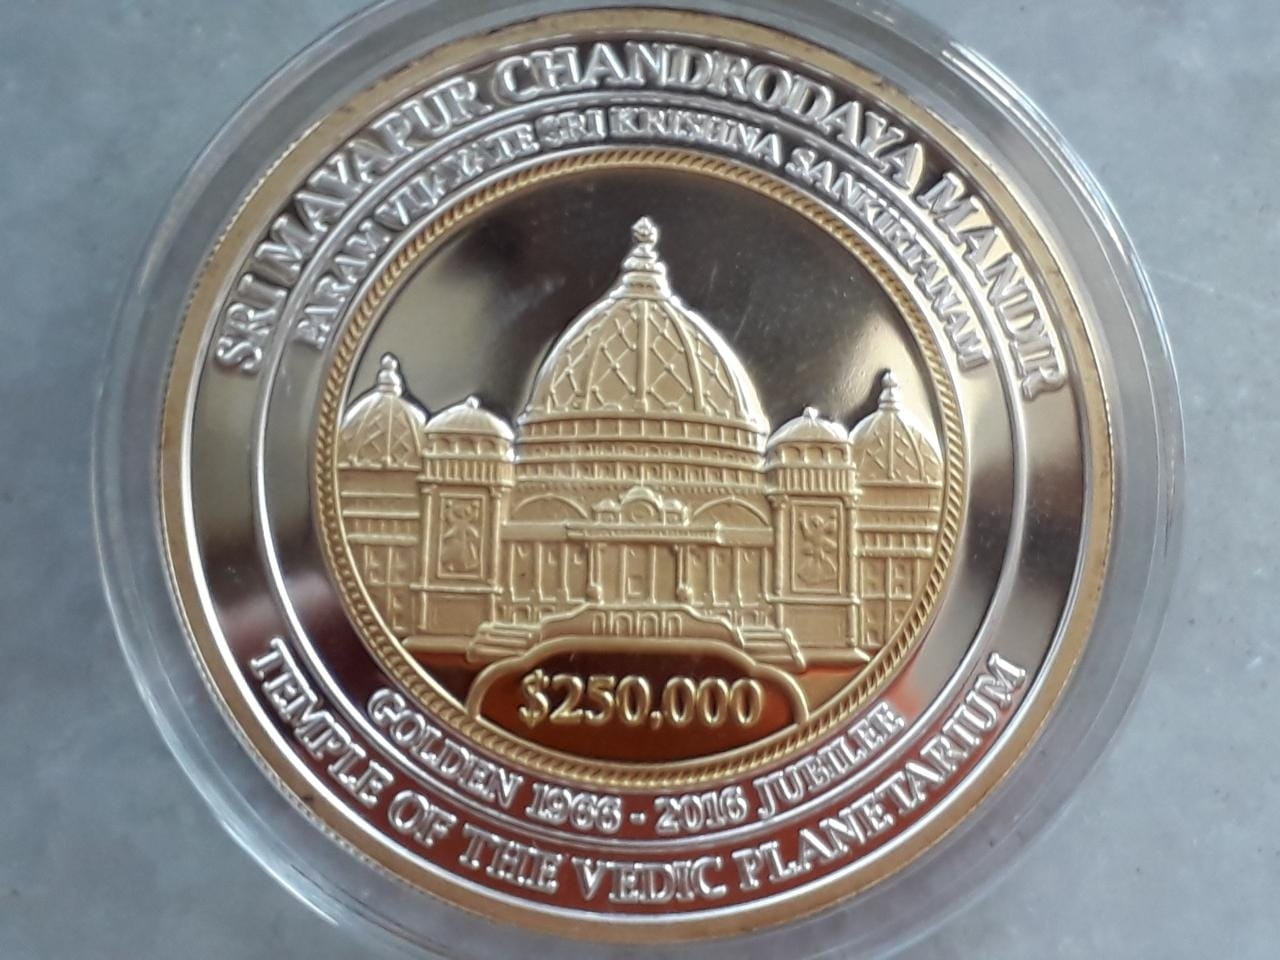 SRI MAYAPUR CHANDRODAYA MANDIR
PARAM VIJAYATE SRI KRISHNA SANKIRTANAM
$250,000
GOLDEN 1966 - 2016 JUBILEE
TEMPLE OF THE VEDIC PLANETARIUM